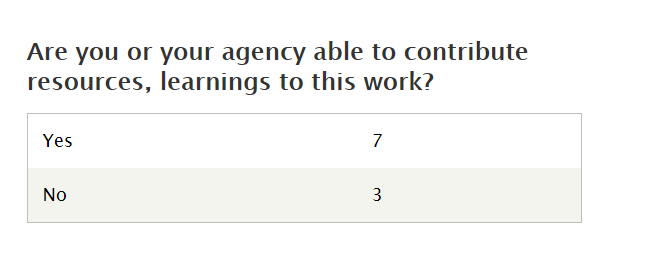 Are you or your agency able to contribute
resources, learnings to this work?
Yes 7
No 3